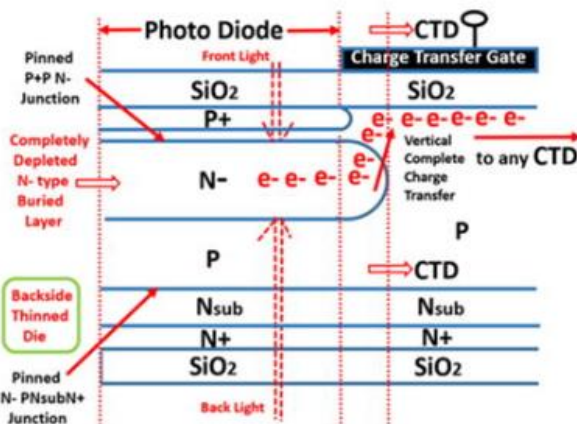 Photo Diode
CTD
Pinned
P+P N-
Junction
Front Light
Charge Transfer Gate
SiO2
SiO2
P+
e- e- e- e- e- e-
e-
Completely
Depleted
N- type
Buried
Layer
N-
e- e- e- e-
e-
Vertical
Complete
Charge
Transfer
to any CTD
P
P
CTD
Backside
Thinned
Die
Nsub
Nsub
N+
N+
SiO2
SiO2
Pinned
N- PNsubN+
Junction
Back Light